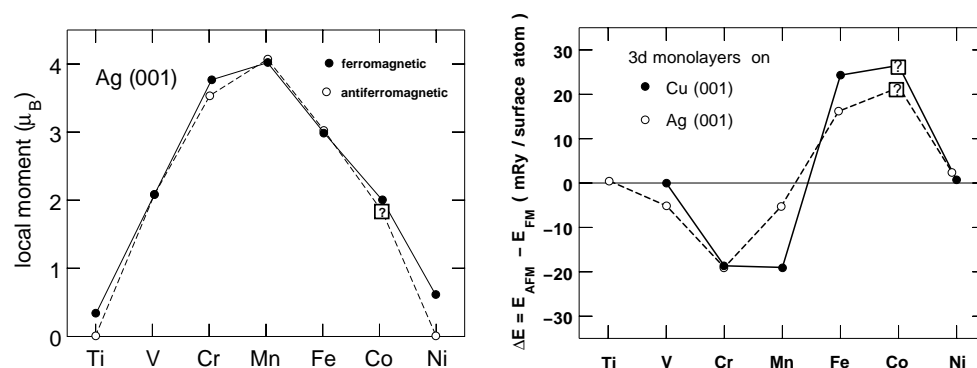 Ag (001)
ferromagnetic
antiferromagnetic
local moment (μB)
4
3
2
1
0
?
Ti V Cr Mn Fe Co Ni
3d monolayers on
Cu (001)
Ag (001)
ΔE = EAFM − EFM ( mRy / surface atom )
30
20
10
0
−10
−20
−30
?
?
Ti V Cr Mn Fe Co Ni